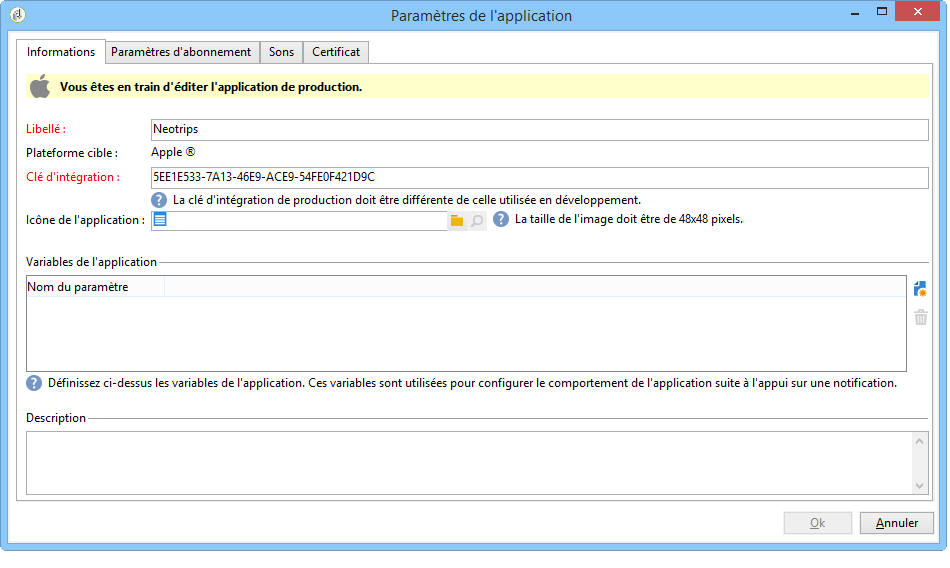 Paramètres de l'application
Informations Paramètres d'abonnement Sons Certificat
Vous êtes en train d'éditer l'application de production.
Libellé : Neotrips
Plateforme cible : Apple ®
Clé d'intégration : 5EE1E533-7A13-46E9-ACE9-54FE0F421D9C
? La clé d'intégration de production doit être différente de celle utilisée en développement.
Icône de l'application : ? La taille de l'image doit être de 48x48 pixels.
Variables de l'application
Nom du paramètre
? Définissez ci-dessus les variables de l'application. Ces variables sont utilisées pour configurer le comportement de l'application suite à l'appui sur une notification.
Description
Ok Annuler